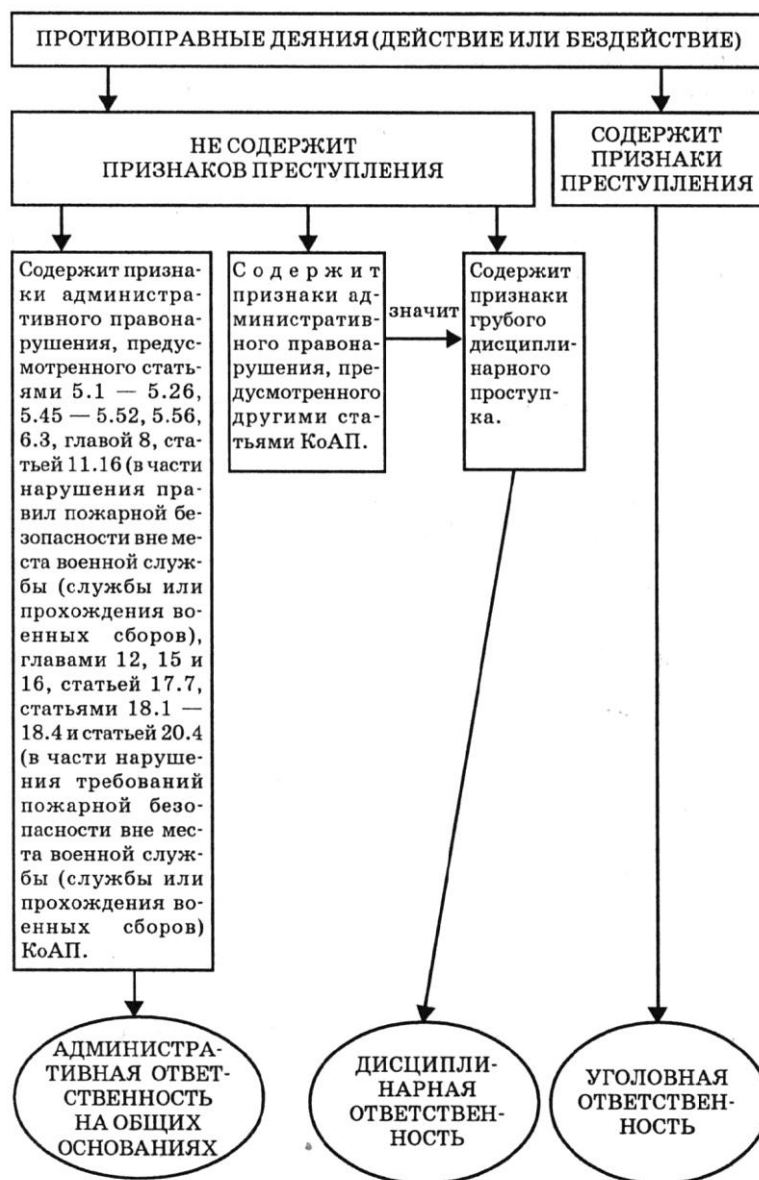 ПРОТИВОПРАВНЫЕ ДЕЯНИЯ (ДЕЙСТВИЕ ИЛИ БЕЗДЕЙСТВИЕ)
НЕ СОДЕРЖИТ
ПРИЗНАКОВ ПРЕСТУПЛЕНИЯ
СОДЕРЖИТ
ПРИЗНАКИ
ПРЕСТУПЛЕНИЯ
Содержит призна-
ки администра-
тивного правона-
рушения, предус-
мотренного стать-
ями 5.1 — 5.26,
5.45 — 5.52, 5.56,
6.3, главой 8, ста-
тьей 11.16 (в части
нарушения пра-
вил пожарной бе-
зопасности вне ме-
ста военной служ-
бы (службы или
прохождения во-
енных сборов),
главами 12, 15 и
16, статьей 17.7,
статьями 18.1 —
18.4 и статьей 20.4
(в части наруше-
ния требований
пожарной безо-
пасности вне мес-
та военной служ-
бы (службы или
прохождения во-
енных сборов)
КоАП.
Содержит
признаки ад-
министратив-
ного правона-
рушения, пре-
дусмотренного
другими ста-
тьями КоАП.
значит
Содержит
признаки
грубого
дисципли-
нарного
проступ-
ка.
АДМИНИСТРА-
ТИВНАЯ ОТВЕТ-
СТВЕННОСТЬ
НА ОБЩИХ
ОСНОВАНИЯХ
ДИСЦИПЛИ-
НАРНАЯ
ОТВЕТСТВЕН-
НОСТЬ
УГОЛОВНАЯ
ОТВЕТСТВЕН-
НОСТЬ